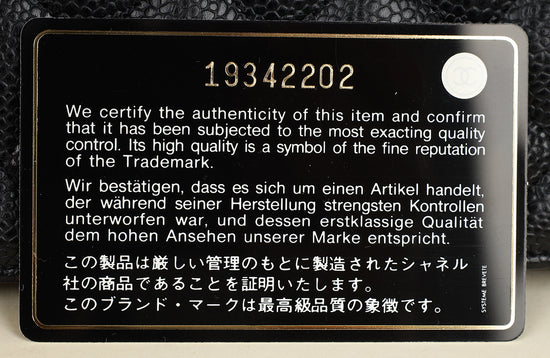 19342202
We certify the authenticity of this item and confirm
that it has been subjected to the most exacting quality
control. Its high quality is a symbol of the fine reputation
of the Trademark.
Wir bestätigen, dass es sich um einen Artikel handelt,
der während seiner Herstellung strengsten Kontrollen
unterworfen war, und dessen erstklassige Qualität
dem hohen Ansehen unserer Marke entspricht.
この製品は厳しい管理のもとに製造されたシャネル
社の商品であることを証明いたします。
このブランド・マークは最高級品質の象徴です。
SYSTEME BREVETE